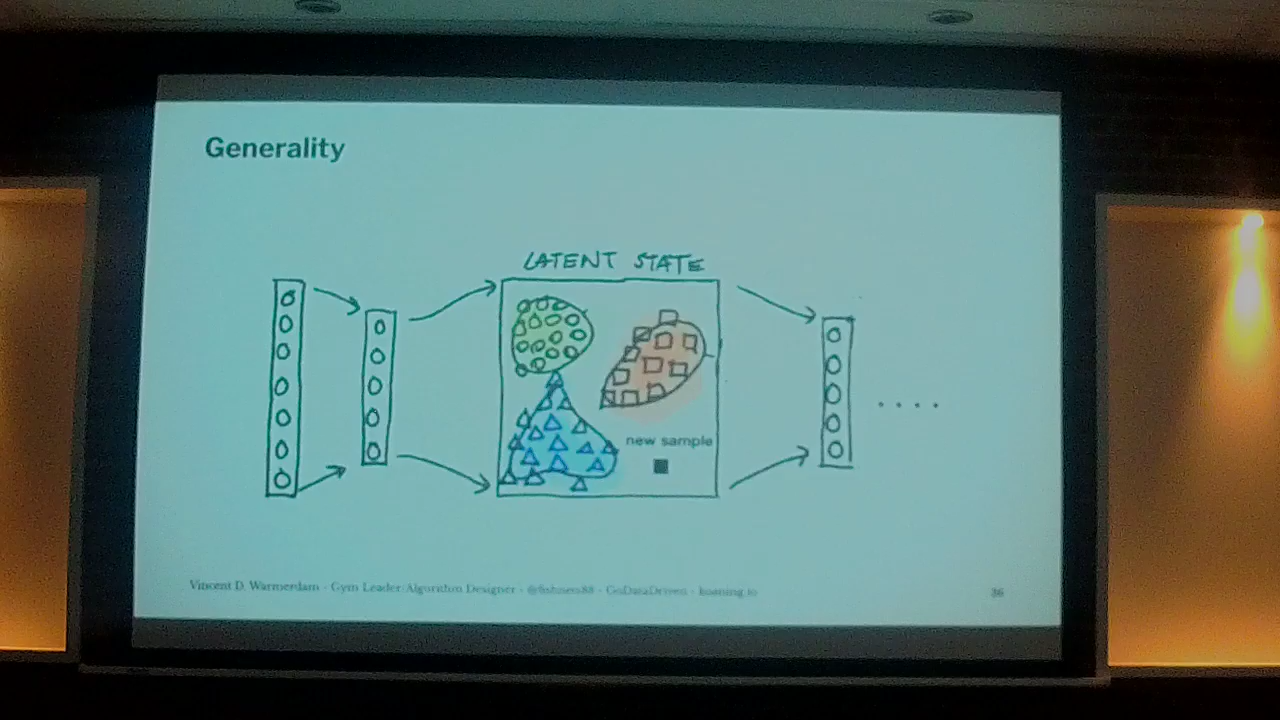 Generality
LATENT STATE
new sample
Vincent D. Warmerdam - Gym Leader/Algorithm Designer - @fishnets88 - GoDataDriven - koaning.io
36